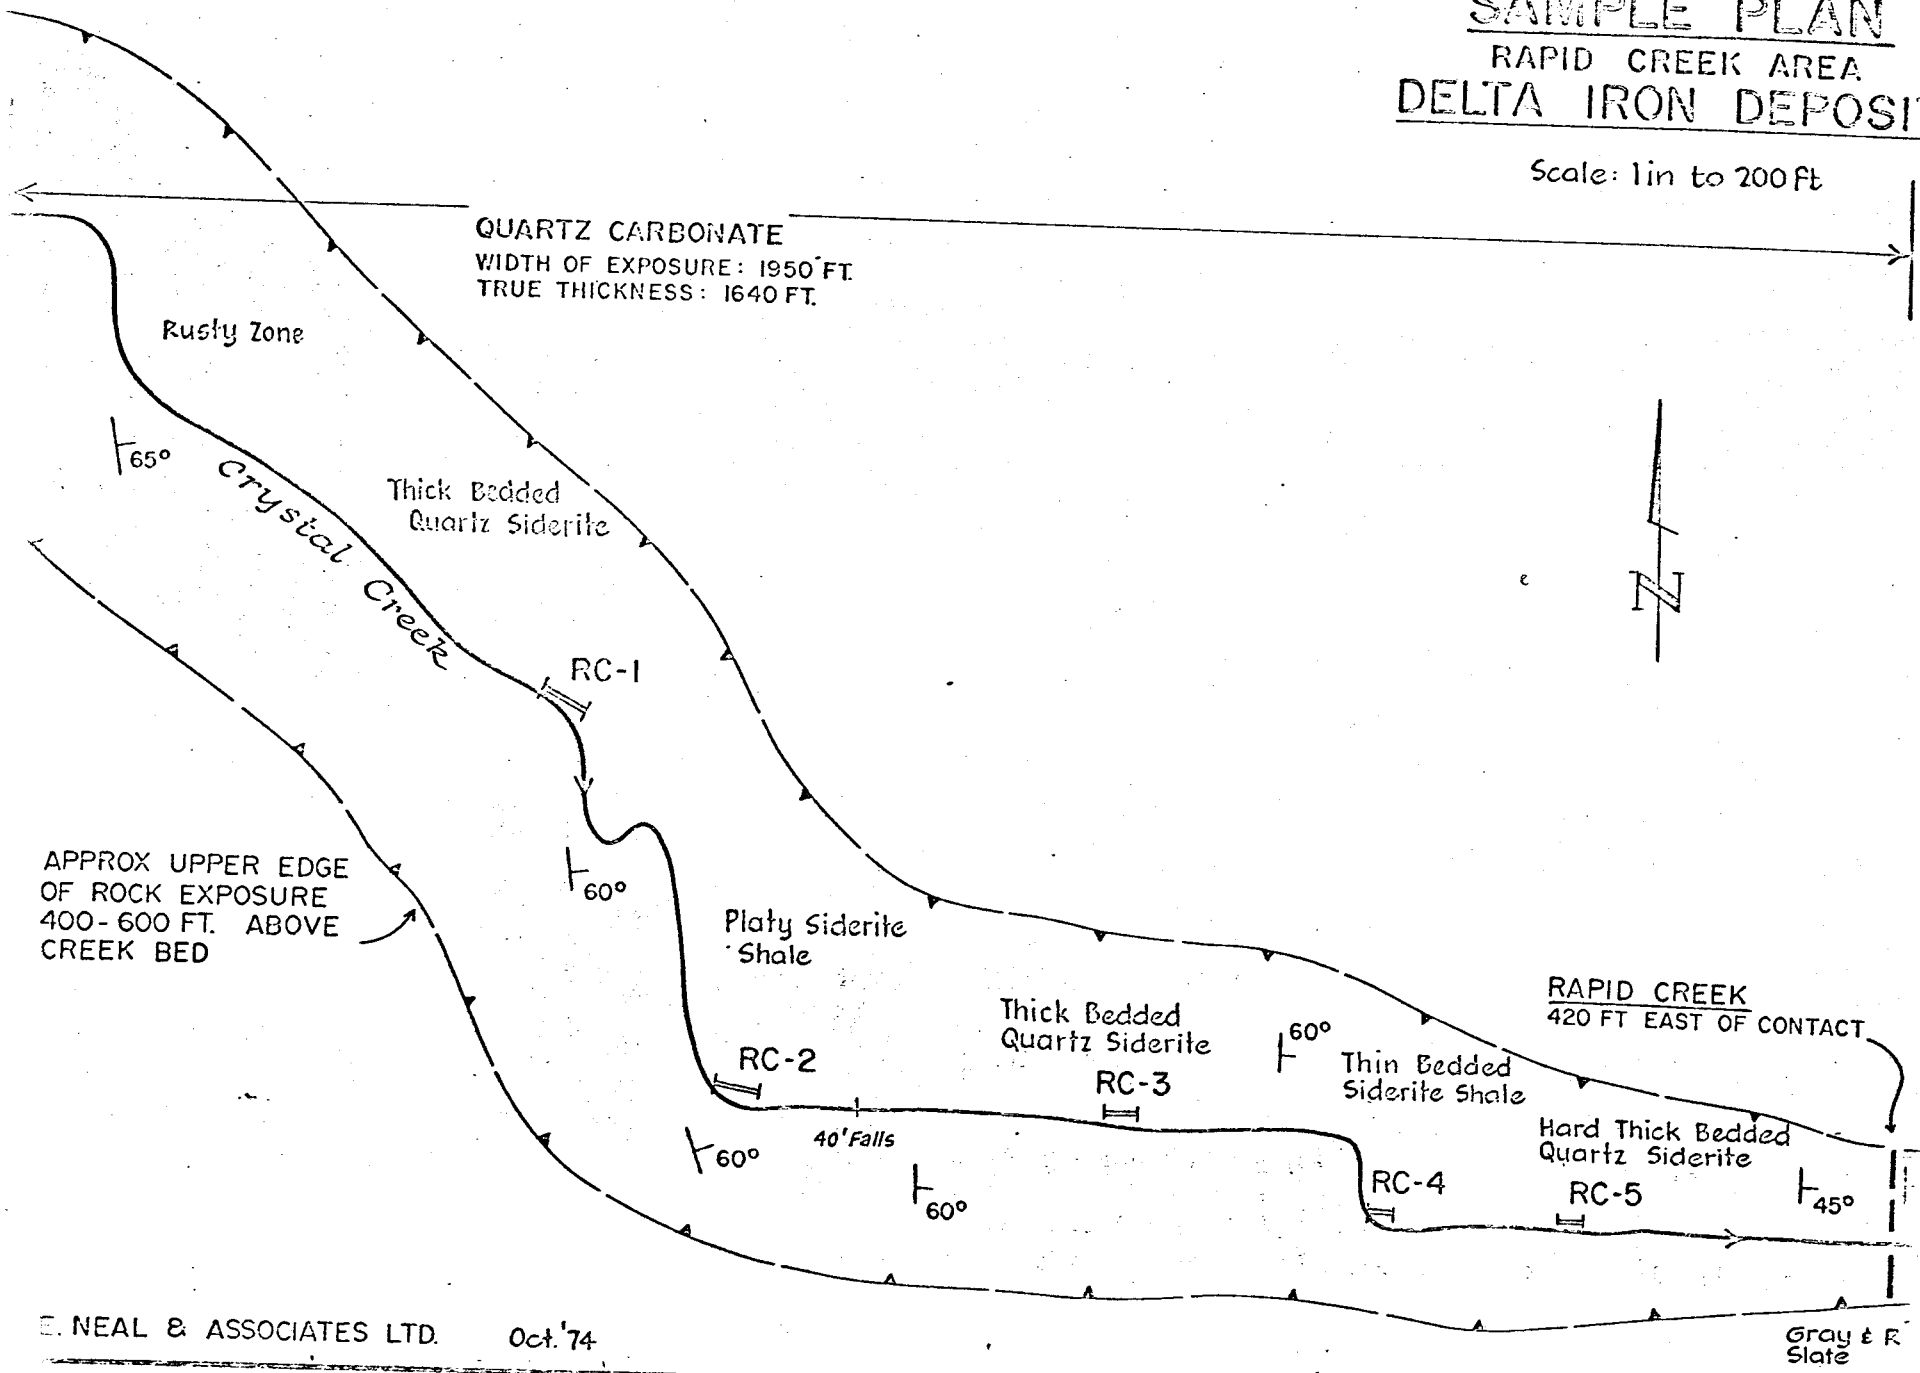 SAMPLE PLAN
RAPID CREEK AREA
DELTA IRON DEPOSIT
Scale: 1in to 200 ft
QUARTZ CARBONATE
WIDTH OF EXPOSURE: 1950 FT.
TRUE THICKNESS: 1640 FT.
Rusty Zone
65°
Crystal Creek
Thick Bedded
Quartz Siderite
N
RC-1
60°
APPROX UPPER EDGE
OF ROCK EXPOSURE
400-600 FT. ABOVE
CREEK BED
Platy Siderite
Shale
RC-2
60°
40' Falls
60°
Thick Bedded
Quartz Siderite
RC-3
60°
Thin Bedded
Siderite Shale
RAPID CREEK
420 FT EAST OF CONTACT
Hard Thick Bedded
Quartz Siderite
RC-4
RC-5
45°
Gray & R
Slate
E. NEAL & ASSOCIATES LTD. Oct. '74